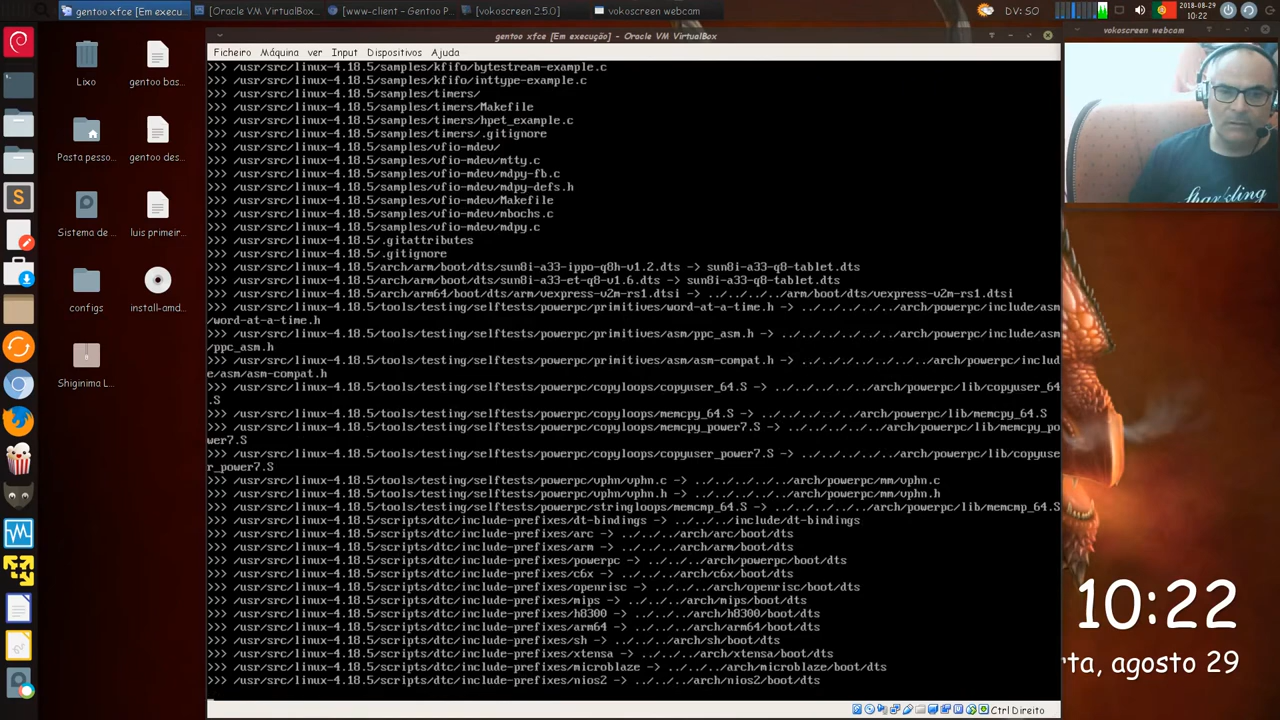 gentoo xfce [Em execu...
[Oracle VM VirtualBox...
[www-client - Gentoo P...
[vokoscreen 2.5.0]
vokoscreen webcam
DV: SO
2018-08-29
10:22
gentoo xfce [Em execução] - Oracle VM VirtualBox
vokoscreen webcam
Ficheiro Máquina ver Input Dispositivos Ajuda
Lixo
gentoo bas...
Pasta pesso...
gentoo des...
Sistema de ...
luis primeir...
configs
install-amd...
Shiginima L...
>>> /usr/src/linux-4.18.5/samples/kfifo/bytestream-example.c
>>> /usr/src/linux-4.18.5/samples/kfifo/inttype-example.c
>>> /usr/src/linux-4.18.5/samples/timers/
>>> /usr/src/linux-4.18.5/samples/timers/Makefile
>>> /usr/src/linux-4.18.5/samples/timers/hpet_example.c
>>> /usr/src/linux-4.18.5/samples/timers/.gitignore
>>> /usr/src/linux-4.18.5/samples/vfio-mdev/
>>> /usr/src/linux-4.18.5/samples/vfio-mdev/mtty.c
>>> /usr/src/linux-4.18.5/samples/vfio-mdev/mdpy-fb.c
>>> /usr/src/linux-4.18.5/samples/vfio-mdev/mdpy-defs.h
>>> /usr/src/linux-4.18.5/samples/vfio-mdev/Makefile
>>> /usr/src/linux-4.18.5/samples/vfio-mdev/mbochs.c
>>> /usr/src/linux-4.18.5/samples/vfio-mdev/mdpy.c
>>> /usr/src/linux-4.18.5/.gitattributes
>>> /usr/src/linux-4.18.5/.gitignore
>>> /usr/src/linux-4.18.5/arch/arm/boot/dts/sun8i-a33-ippo-q8h-v1.2.dts -> sun8i-a33-q8-tablet.dts
>>> /usr/src/linux-4.18.5/arch/arm/boot/dts/sun8i-a33-et-q8-v1.6.dts -> sun8i-a33-q8-tablet.dts
>>> /usr/src/linux-4.18.5/arch/arm64/boot/dts/arm/vexpress-v2m-rs1.dtsi -> ../../../../arm/boot/dts/vexpress-v2m-rs1.dtsi
>>> /usr/src/linux-4.18.5/tools/testing/selftests/powerpc/primitives/word-at-a-time.h -> ../../../../../arch/powerpc/include/asm
/word-at-a-time.h
>>> /usr/src/linux-4.18.5/tools/testing/selftests/powerpc/primitives/asm/ppc_asm.h -> ../../../../../../arch/powerpc/include/asm
/ppc_asm.h
>>> /usr/src/linux-4.18.5/tools/testing/selftests/powerpc/primitives/asm/asm-compat.h -> ../../../../../../arch/powerpc/includ
e/asm/asm-compat.h
>>> /usr/src/linux-4.18.5/tools/testing/selftests/powerpc/copyloops/copyuser_64.S -> ../../../../../arch/powerpc/lib/copyuser_64
.S
>>> /usr/src/linux-4.18.5/tools/testing/selftests/powerpc/copyloops/memcpy_64.S -> ../../../../../arch/powerpc/lib/memcpy_64.S
>>> /usr/src/linux-4.18.5/tools/testing/selftests/powerpc/copyloops/memcpy_power7.S -> ../../../../../arch/powerpc/lib/memcpy_po
wer7.S
>>> /usr/src/linux-4.18.5/tools/testing/selftests/powerpc/copyloops/copyuser_power7.S -> ../../../../../arch/powerpc/lib/copyuse
r_power7.S
>>> /usr/src/linux-4.18.5/tools/testing/selftests/powerpc/vphn/vphn.c -> ../../../../../arch/powerpc/mm/vphn.c
>>> /usr/src/linux-4.18.5/tools/testing/selftests/powerpc/vphn/vphn.h -> ../../../../../arch/powerpc/mm/vphn.h
>>> /usr/src/linux-4.18.5/tools/testing/selftests/powerpc/stringloops/memcmp_64.S -> ../../../../../arch/powerpc/lib/memcmp_64.S
>>> /usr/src/linux-4.18.5/scripts/dtc/include-prefixes/dt-bindings -> ../../../include/dt-bindings
>>> /usr/src/linux-4.18.5/scripts/dtc/include-prefixes/arc -> ../../../arch/arc/boot/dts
>>> /usr/src/linux-4.18.5/scripts/dtc/include-prefixes/arm -> ../../../arch/arm/boot/dts
>>> /usr/src/linux-4.18.5/scripts/dtc/include-prefixes/powerpc -> ../../../arch/powerpc/boot/dts
>>> /usr/src/linux-4.18.5/scripts/dtc/include-prefixes/c6x -> ../../../arch/c6x/boot/dts
>>> /usr/src/linux-4.18.5/scripts/dtc/include-prefixes/openrisc -> ../../../arch/openrisc/boot/dts
>>> /usr/src/linux-4.18.5/scripts/dtc/include-prefixes/mips -> ../../../arch/mips/boot/dts
>>> /usr/src/linux-4.18.5/scripts/dtc/include-prefixes/h8300 -> ../../../arch/h8300/boot/dts
>>> /usr/src/linux-4.18.5/scripts/dtc/include-prefixes/arm64 -> ../../../arch/arm64/boot/dts
>>> /usr/src/linux-4.18.5/scripts/dtc/include-prefixes/sh -> ../../../arch/sh/boot/dts
>>> /usr/src/linux-4.18.5/scripts/dtc/include-prefixes/xtensa -> ../../../arch/xtensa/boot/dts
>>> /usr/src/linux-4.18.5/scripts/dtc/include-prefixes/microblaze -> ../../../arch/microblaze/boot/dts
>>> /usr/src/linux-4.18.5/scripts/dtc/include-prefixes/nios2 -> ../../../arch/nios2/boot/dts
Ctrl Direito
10:22
rta, agosto 29